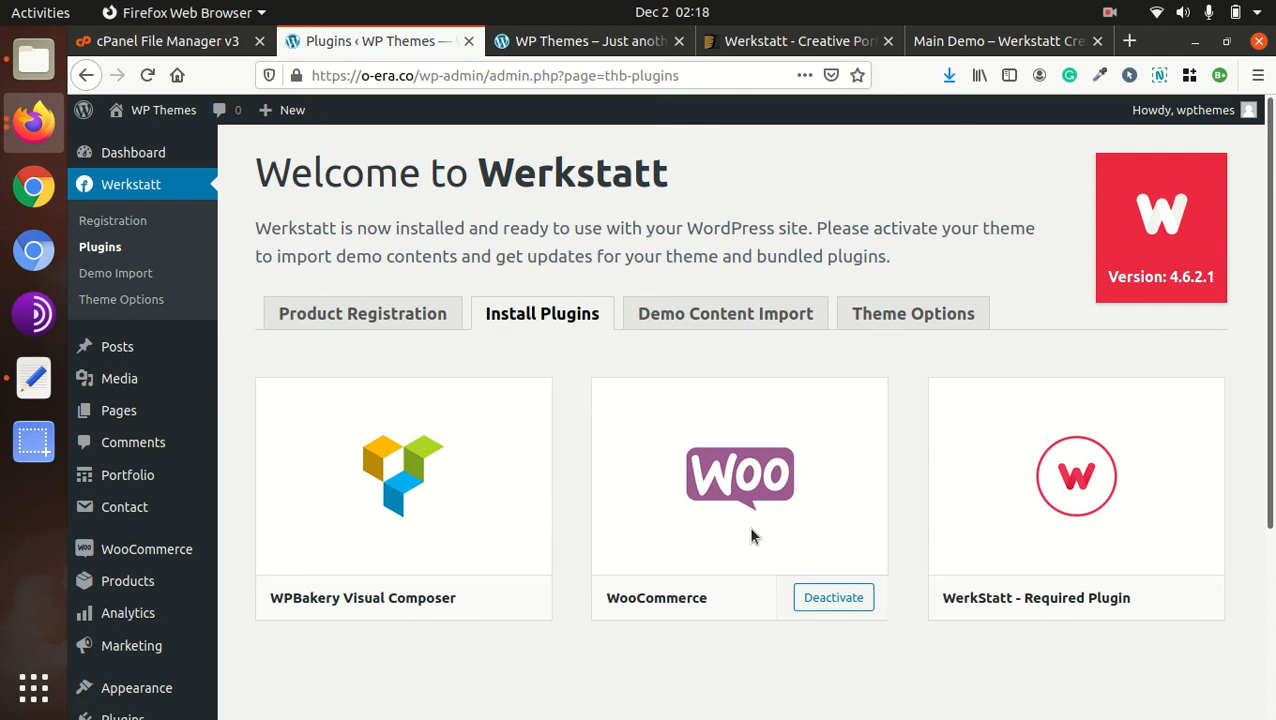 Activities
Firefox Web Browser
Dec 2 02:18
cPanel File Manager v3
Plugins ‹ WP Themes —
WP Themes – Just anoth
Werkstatt - Creative Por
Main Demo – Werkstatt Cre
https://o-era.co/wp-admin/admin.php?page=thb-plugins
WP Themes
0
New
Howdy, wpthemes
Dashboard
Werkstatt
Registration
Plugins
Demo Import
Theme Options
Posts
Media
Pages
Comments
Portfolio
Contact
WooCommerce
Products
Analytics
Marketing
Appearance
Plugins
Welcome to Werkstatt
Werkstatt is now installed and ready to use with your WordPress site. Please activate your theme
to import demo contents and get updates for your theme and bundled plugins.
W
Version: 4.6.2.1
Product Registration
Install Plugins
Demo Content Import
Theme Options
WOO
W
WPBakery Visual Composer
WooCommerce
Deactivate
WerkStatt - Required Plugin